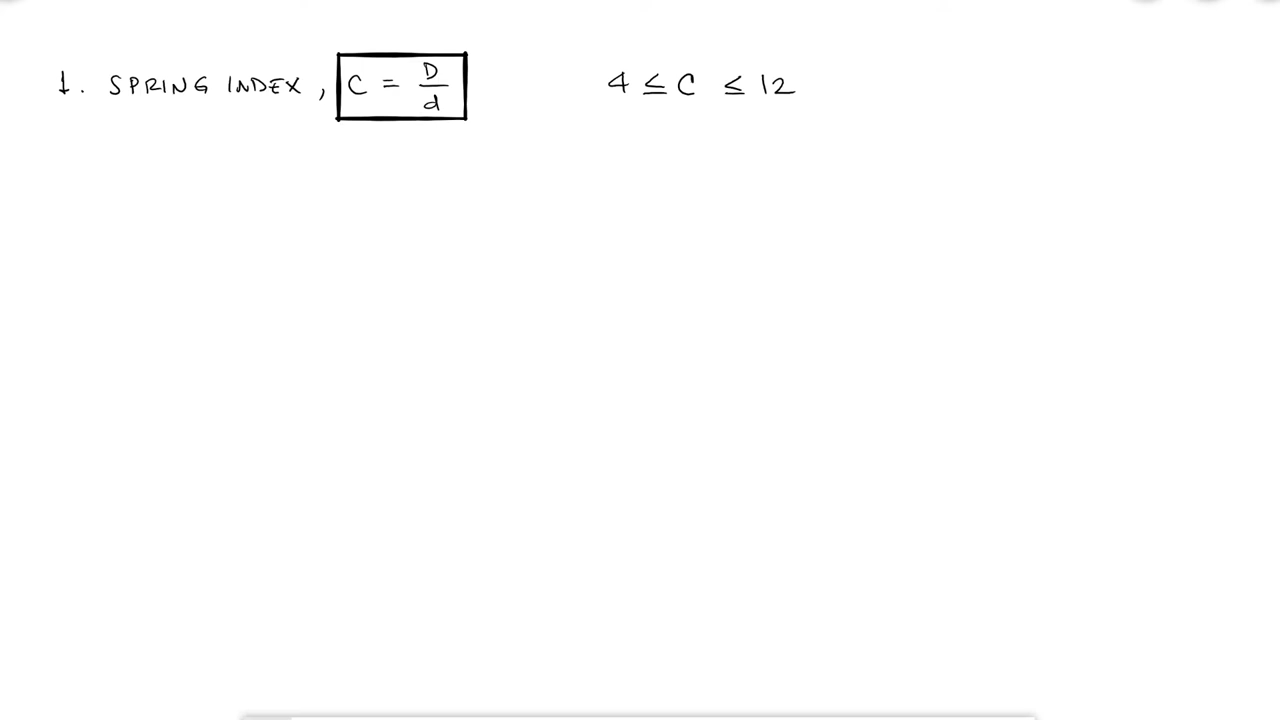 1. SPRING INDEX, C = D/d 4 ≤ C ≤ 12